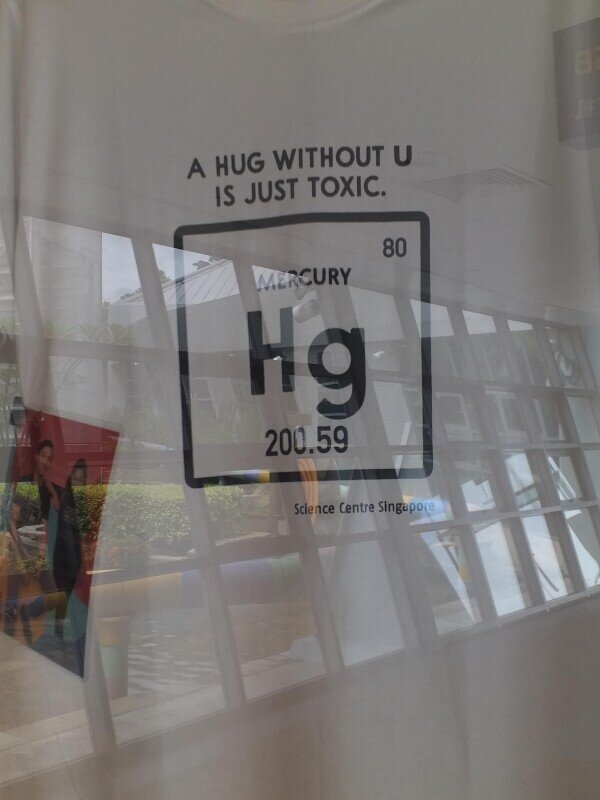 A HUG WITHOUT U
IS JUST TOXIC.
80
MERCURY
Hg
200.59
Science Centre Singapore